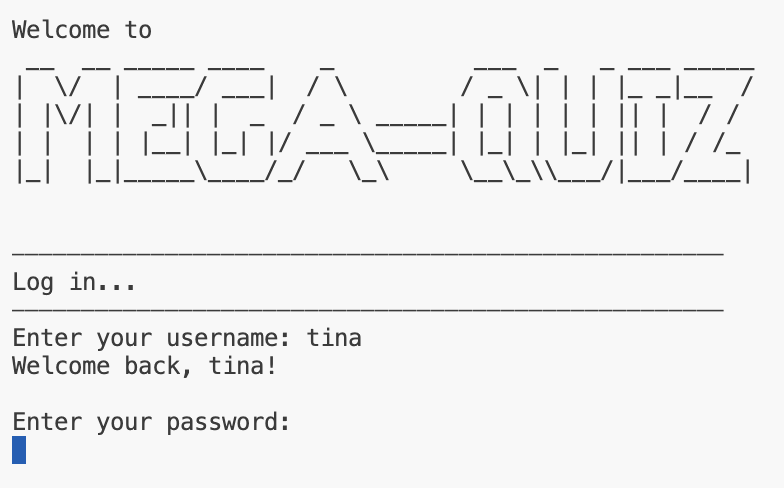 Welcome to
MEGA-QUIZ
Log in...
Enter your username: tina
Welcome back, tina!
Enter your password: